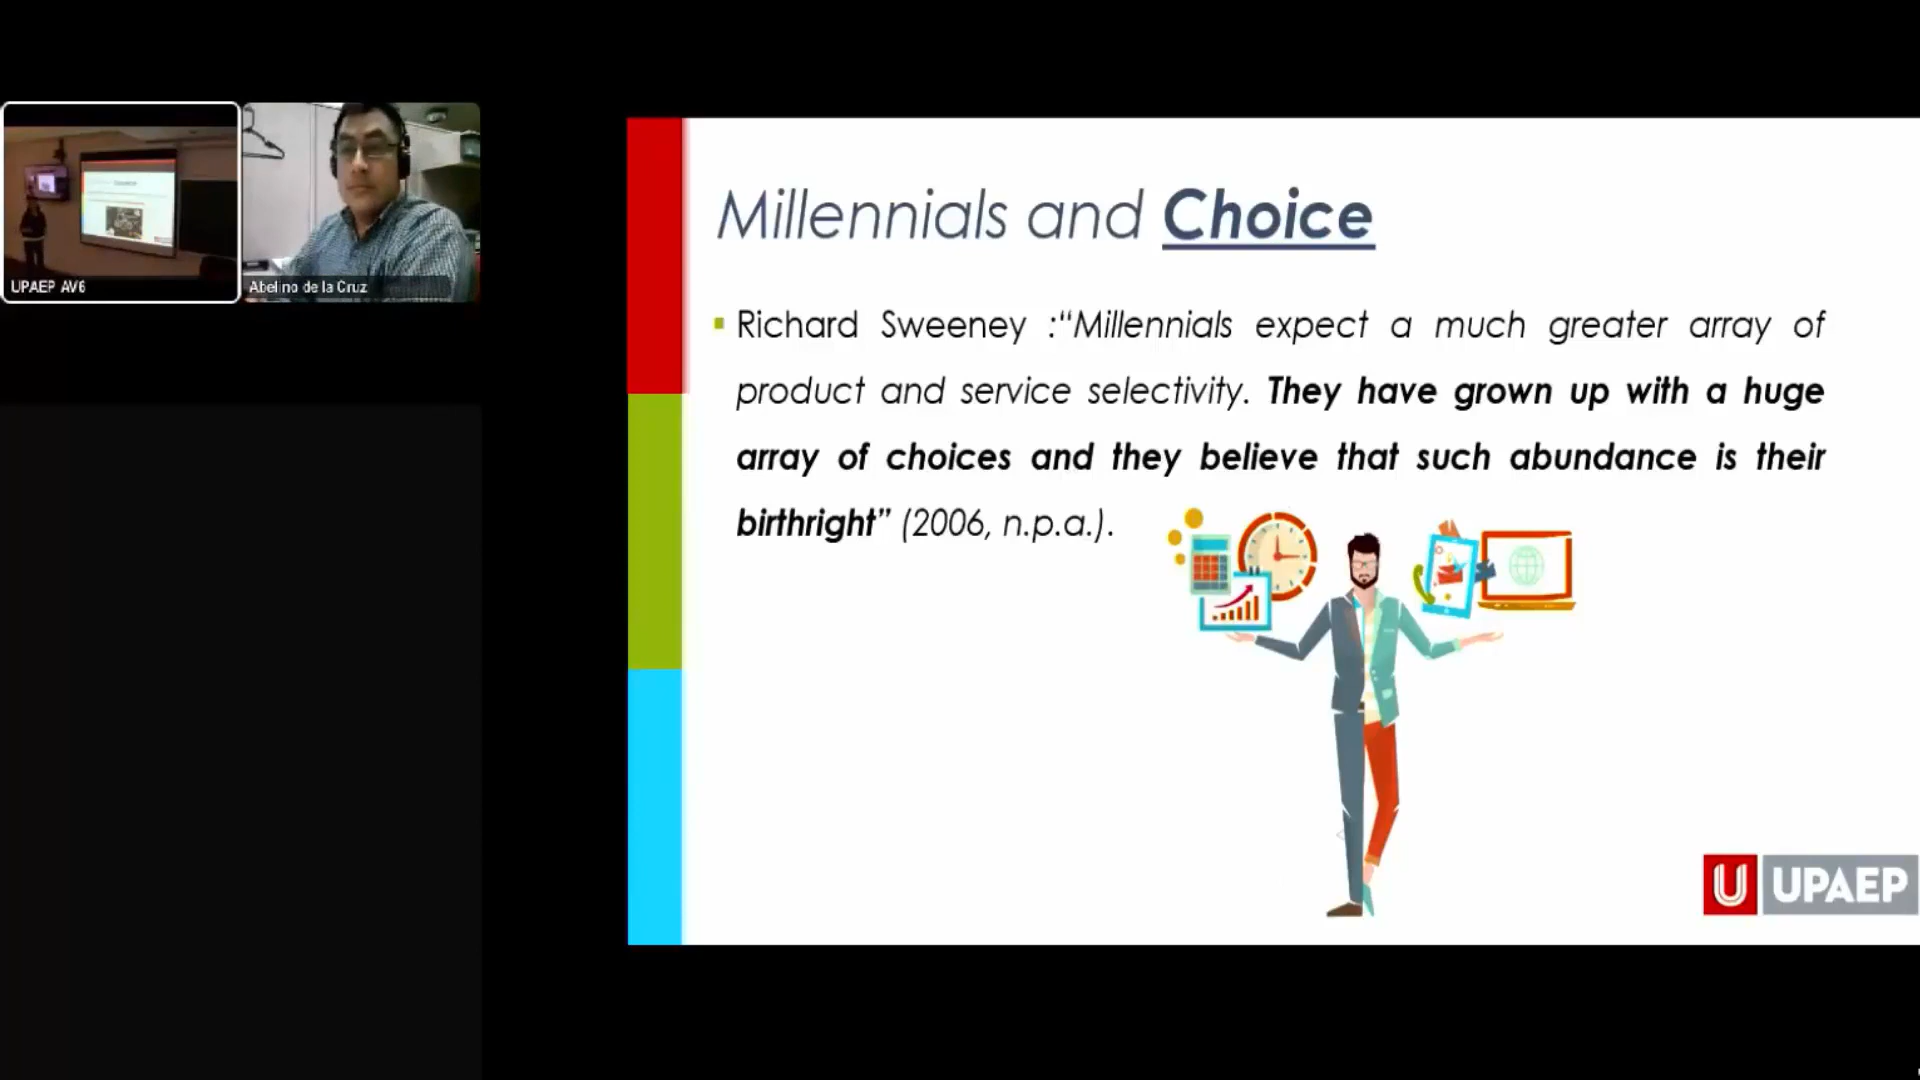 UPAEP AV6
Abelino de la Cruz
Millennials and Choice
Richard Sweeney :“Millennials expect a much greater array of
product and service selectivity. They have grown up with a huge
array of choices and they believe that such abundance is their
birthright” (2006, n.p.a.).
U UPAEP